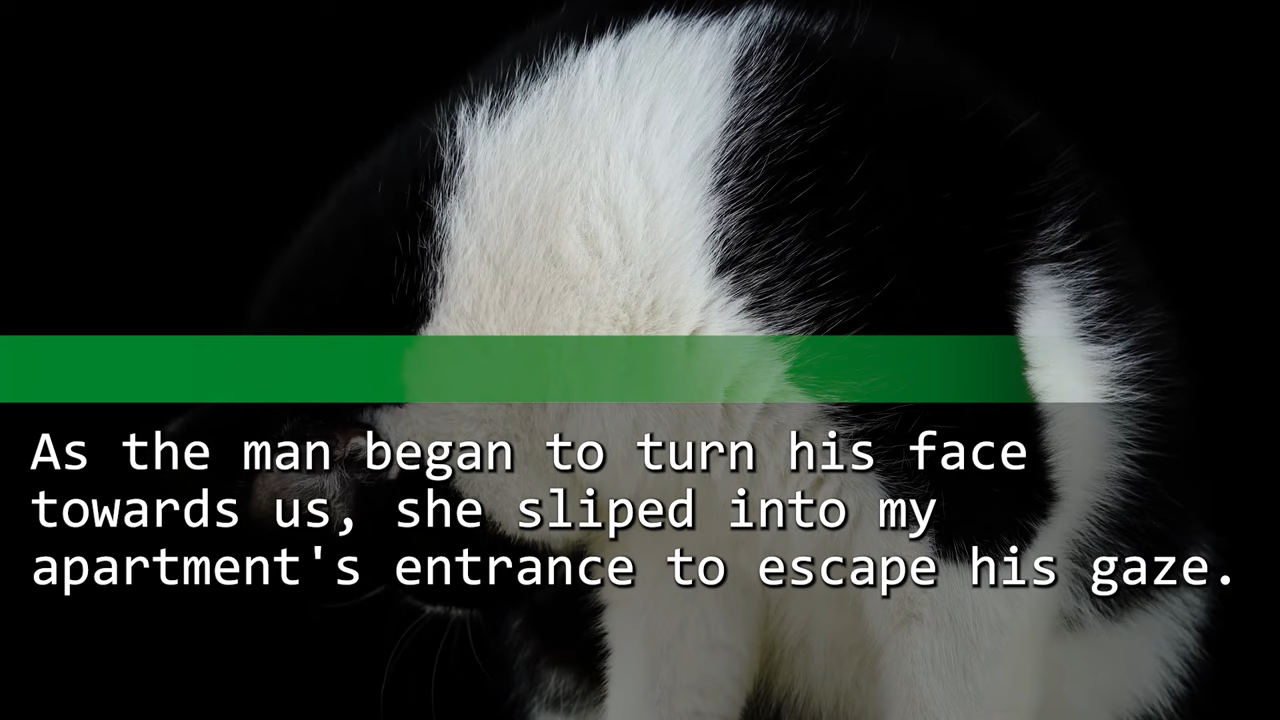 As the man began to turn his face
towards us, she sliped into my
apartment's entrance to escape his gaze.